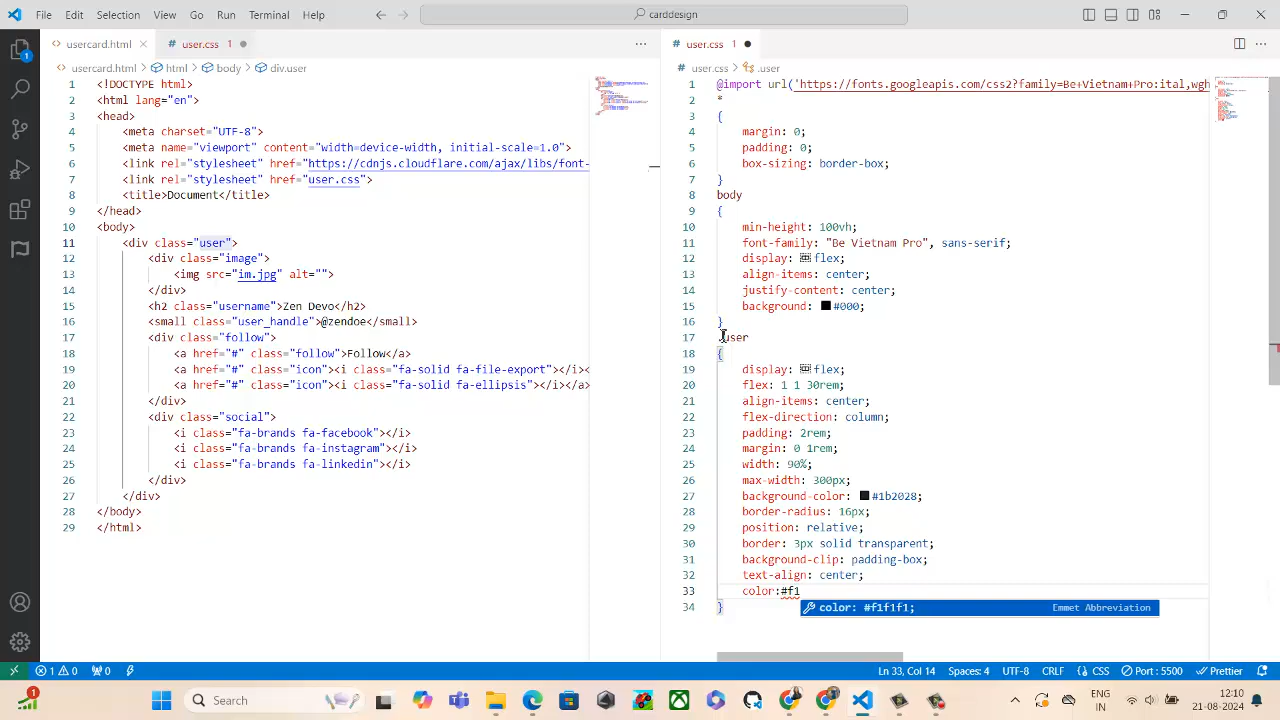 File Edit Selection View Go Run Terminal Help
carddesign
usercard.html
user.css 1
usercard.html > html > body > div.user
1 <!DOCTYPE html>
2 <html lang="en">
3 <head>
4 <meta charset="UTF-8">
5 <meta name="viewport" content="width=device-width, initial-scale=1.0">
6 <link rel="stylesheet" href="https://cdnjs.cloudflare.com/ajax/libs/font-
7 <link rel="stylesheet" href="user.css">
8 <title>Document</title>
9 </head>
10 <body>
11 <div class="user">
12 <div class="image">
13 <img src="im.jpg" alt="">
14 </div>
15 <h2 class="username">Zen Devo</h2>
16 <small class="user_handle">@zendoe</small>
17 <div class="follow">
18 <a href="#" class="follow">Follow</a>
19 <a href="#" class="icon"><i class="fa-solid fa-file-export"></i></a>
20 <a href="#" class="icon"><i class="fa-solid fa-ellipsis"></i></a>
21 </div>
22 <div class="social">
23 <i class="fa-brands fa-facebook"></i>
24 <i class="fa-brands fa-instagram"></i>
25 <i class="fa-brands fa-linkedin"></i>
26 </div>
27 </div>
28 </body>
29 </html>
user.css 1
user.css > .user
1 @import url('https://fonts.googleapis.com/css2?family=Be+Vietnam+Pro:ital,wgh
2 *
3 {
4 margin: 0;
5 padding: 0;
6 box-sizing: border-box;
7 }
8 body
9 {
10 min-height: 100vh;
11 font-family: "Be Vietnam Pro", sans-serif;
12 display: flex;
13 align-items: center;
14 justify-content: center;
15 background: #000;
16 }
17 .user
18 {
19 display: flex;
20 flex: 1 1 30rem;
21 align-items: center;
22 flex-direction: column;
23 padding: 2rem;
24 margin: 0 1rem;
25 width: 90%;
26 max-width: 300px;
27 background-color: #1b2028;
28 border-radius: 16px;
29 position: relative;
30 border: 3px solid transparent;
31 background-clip: padding-box;
32 text-align: center;
33 color:#f1
34 }
color: #f1f1f1; Emmet Abbreviation
1 0 0 Ln 33, Col 14 Spaces: 4 UTF-8 CRLF {} CSS Port : 5500 Prettier
1
Search
ENG
IN
12:10
21-08-2024